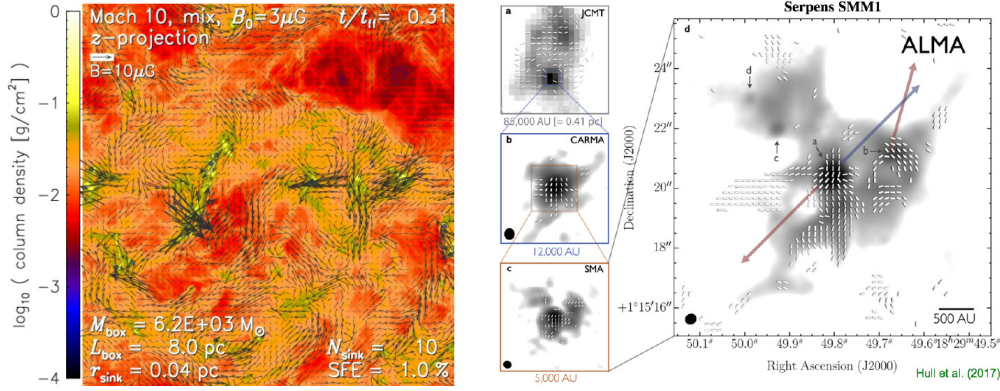 Mach 10, mix, B₀=3μG t/t_ff = 0.31
z-projection
B=10μG
0
-1
-2
-3
-4
log₁₀ ( column density [g/cm²] )
M_box = 6.2E+03 M☉
L_box = 8.0 pc
r_sink = 0.04 pc
N_sink = 10
SFE = 1.0%
a
JCMT
85,000 AU [= 0.41 pc]
b
CARMA
12,000 AU
c
SMA
5,000 AU
Serpens SMM1
d
ALMA
d
c
a
b
24″
22″
20″
18″
+1°15′16″
Declination (J2000)
500 AU
50.1ˢ 50.0ˢ 49.9ˢ 49.8ˢ 49.6ˢ 18ʰ29ᵐ49.5ˢ
Right Ascension (J2000)
Hull et al. (2017)